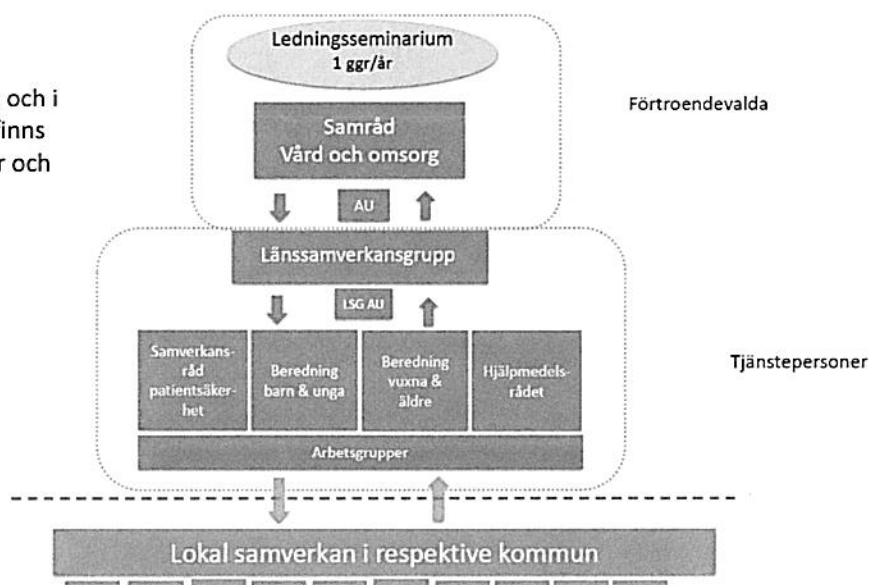 Ledningsseminarium
1 ggr/år
och i
finns
r och
Förtroendevalda
Samråd
Vård och omsorg
AU
Länssamverkansgrupp
LSG AU
Samverkans-
råd
patientsäker-
het
Beredning
barn & unga
Beredning
vuxna &
äldre
Hjälpmedels-
rådet
Tjänstepersoner
Arbetsgrupper
Lokal samverkan i respektive kommun